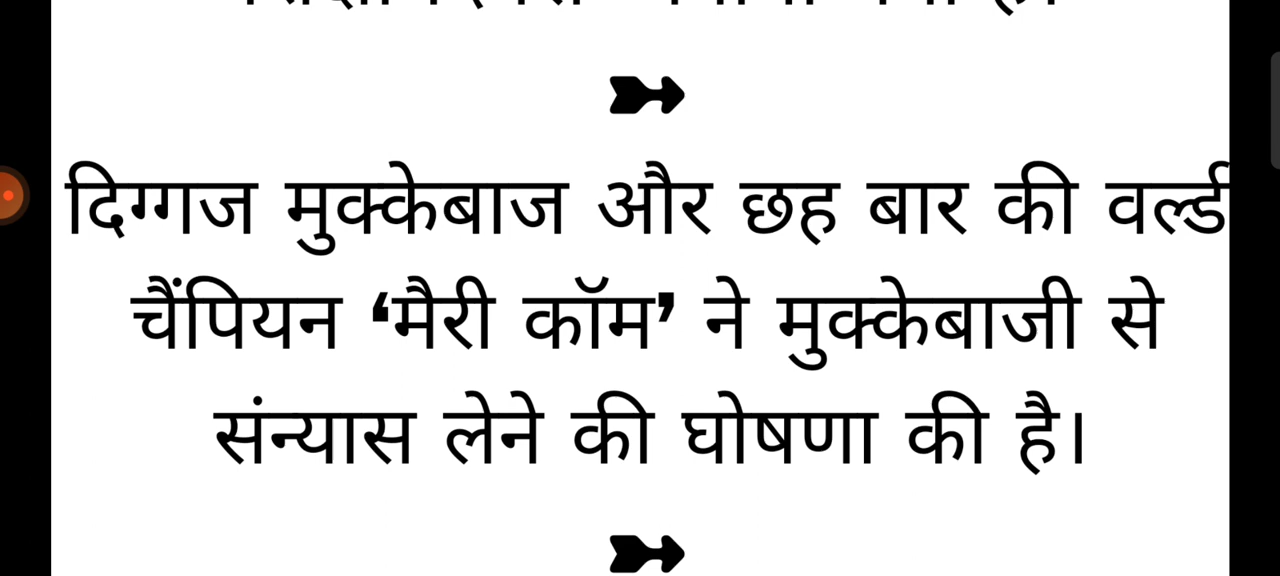 ➳
दिग्गज मुक्केबाज और छह बार की वर्ल्ड
चैंपियन ‘मैरी कॉम’ ने मुक्केबाजी से
संन्यास लेने की घोषणा की है।
➳